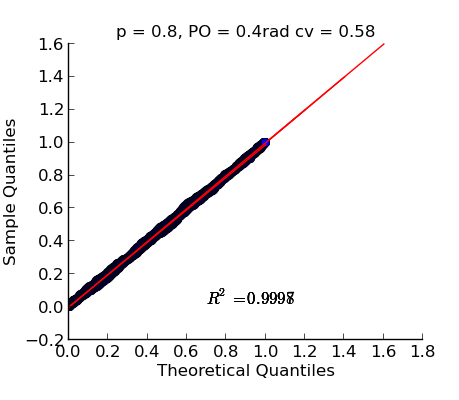 p = 0.8, PO = 0.4rad cv = 0.58
1.6
1.4
1.2
1.0
0.8
0.6
0.4
0.2
0.0
−0.2
Sample Quantiles
R² =
0.0 0.2 0.4 0.6 0.8 1.0 1.2 1.4 1.6 1.8
Theoretical Quantiles